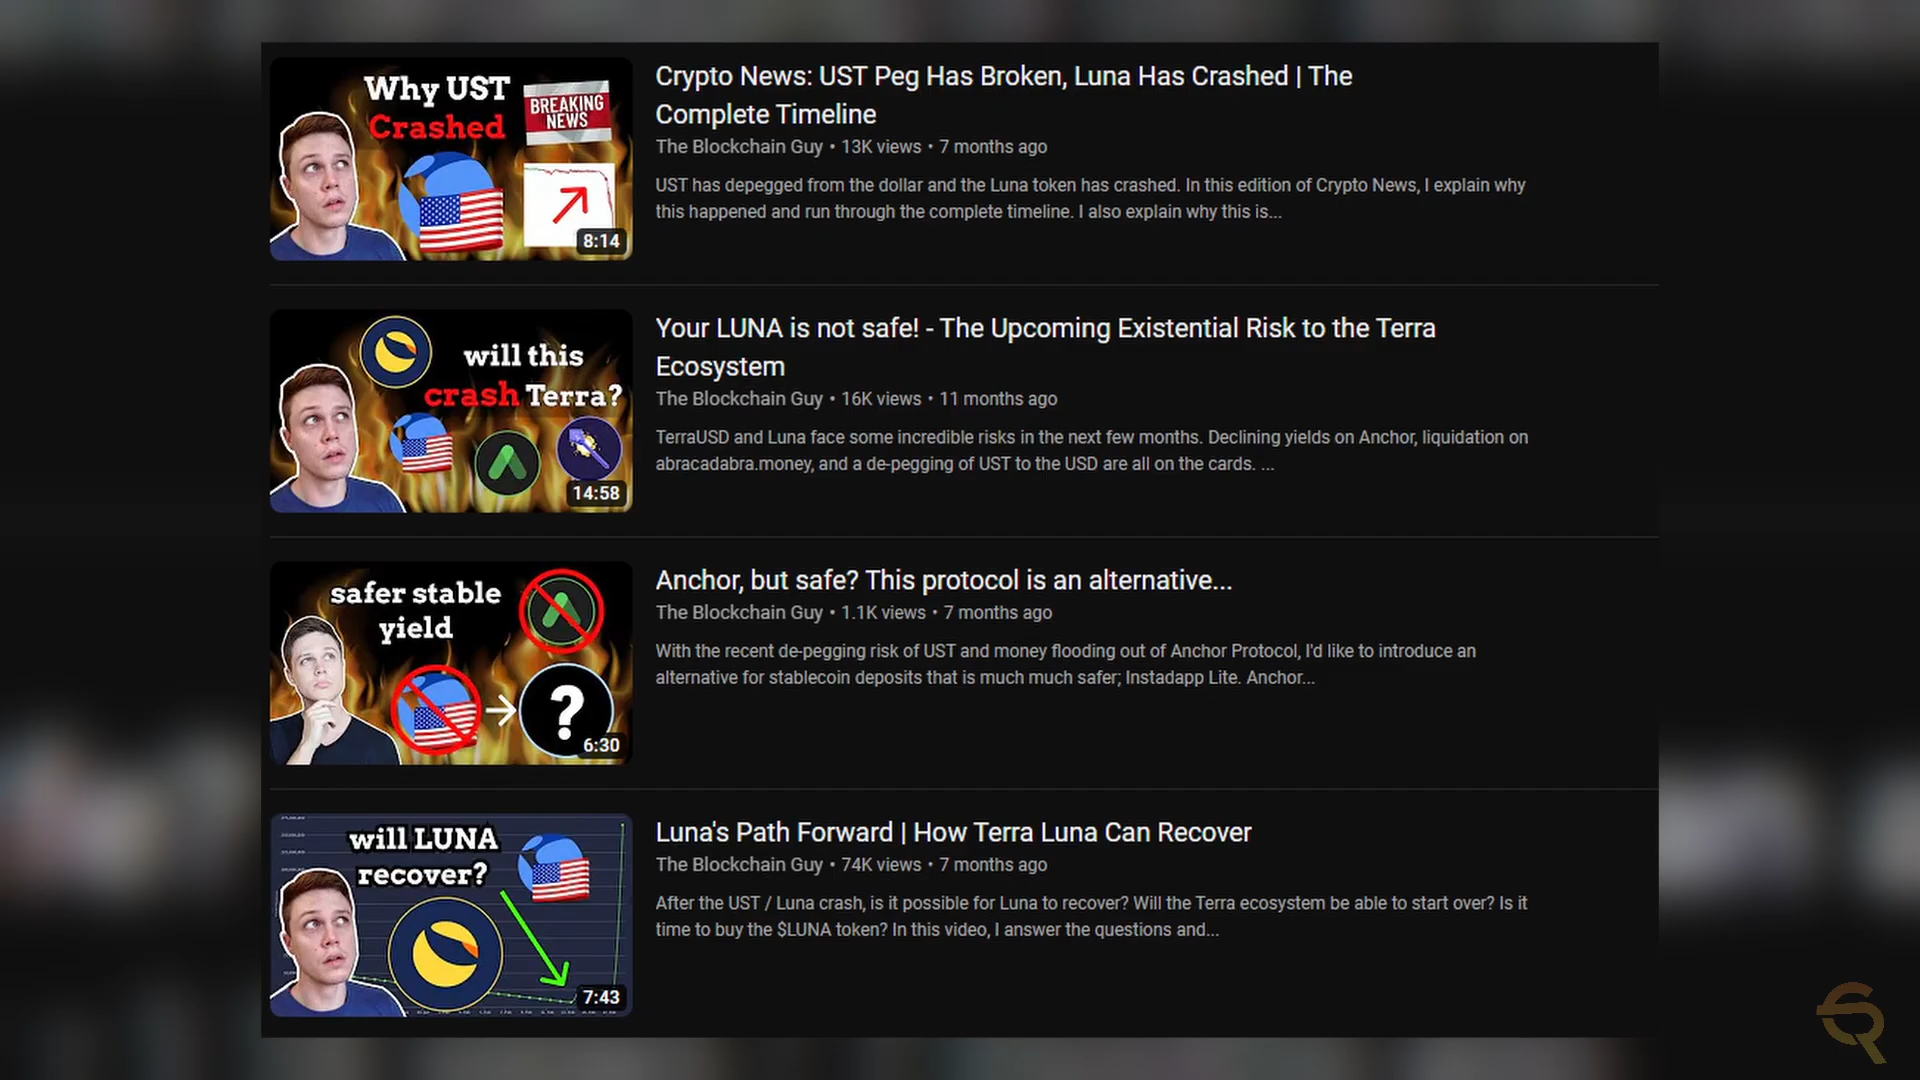 Why UST
Crashed
BREAKING
NEWS
8:14
Crypto News: UST Peg Has Broken, Luna Has Crashed | The
Complete Timeline
The Blockchain Guy • 13K views • 7 months ago
UST has depegged from the dollar and the Luna token has crashed. In this edition of Crypto News, I explain why
this happened and run through the complete timeline. I also explain why this is...
will this
crash Terra?
14:58
Your LUNA is not safe! - The Upcoming Existential Risk to the Terra
Ecosystem
The Blockchain Guy • 16K views • 11 months ago
TerraUSD and Luna face some incredible risks in the next few months. Declining yields on Anchor, liquidation on
abracadabra.money, and a de-pegging of UST to the USD are all on the cards. ...
safer stable
yield
?
6:30
Anchor, but safe? This protocol is an alternative...
The Blockchain Guy • 1.1K views • 7 months ago
With the recent de-pegging risk of UST and money flooding out of Anchor Protocol, I'd like to introduce an
alternative for stablecoin deposits that is much much safer; Instadapp Lite. Anchor...
will LUNA
recover?
7:43
Luna's Path Forward | How Terra Luna Can Recover
The Blockchain Guy • 74K views • 7 months ago
After the UST / Luna crash, is it possible for Luna to recover? Will the Terra ecosystem be able to start over? Is it
time to buy the $LUNA token? In this video, I answer the questions and...